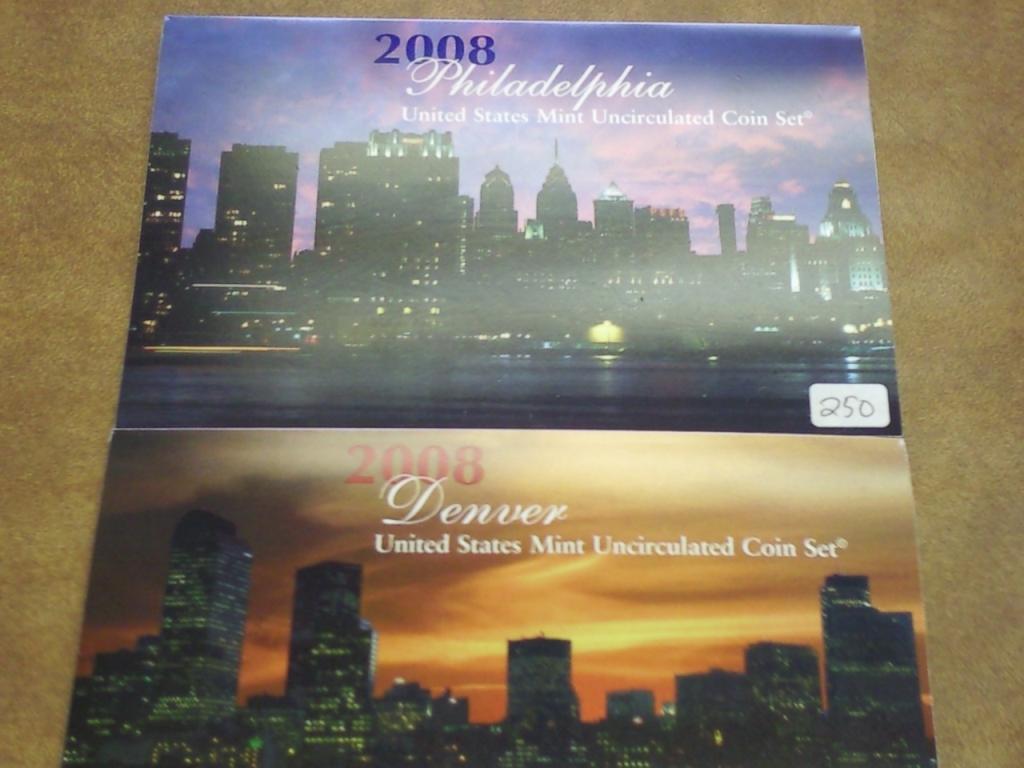 2008
Philadelphia
United States Mint Uncirculated Coin Set®
250
2008
Denver
United States Mint Uncirculated Coin Set®